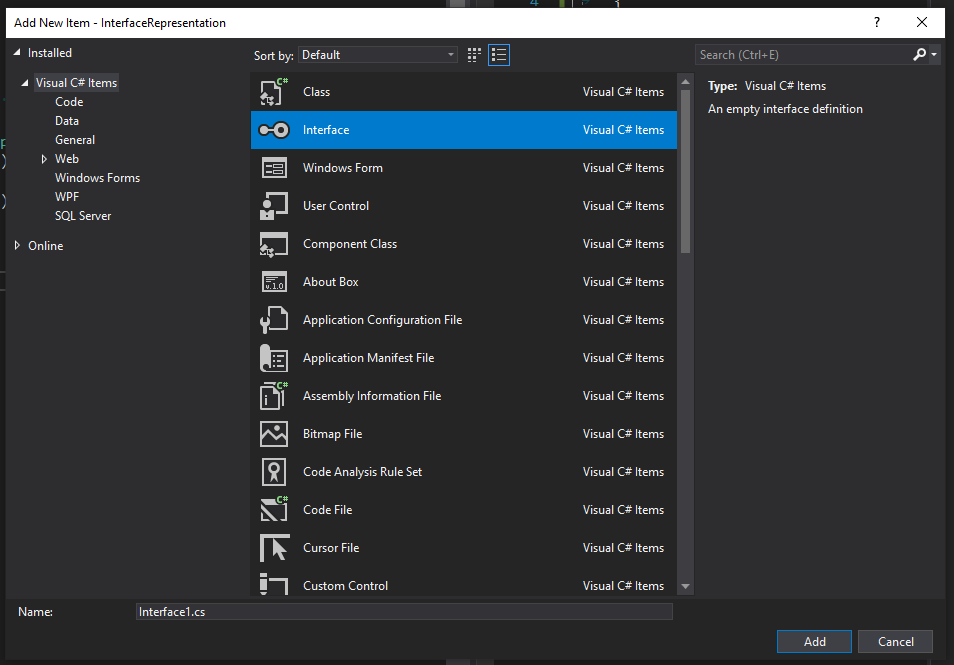 Add New Item - InterfaceRepresentation ?
Installed
Visual C# Items
Code
Data
General
Web
Windows Forms
WPF
SQL Server
Online
Sort by: Default
Class Visual C# Items
Interface Visual C# Items
Windows Form Visual C# Items
User Control Visual C# Items
Component Class Visual C# Items
About Box Visual C# Items
Application Configuration File Visual C# Items
Application Manifest File Visual C# Items
Assembly Information File Visual C# Items
Bitmap File Visual C# Items
Code Analysis Rule Set Visual C# Items
Code File Visual C# Items
Cursor File Visual C# Items
Custom Control Visual C# Items
Search (Ctrl+E)
Type: Visual C# Items
An empty interface definition
Name: Interface1.cs
Add Cancel